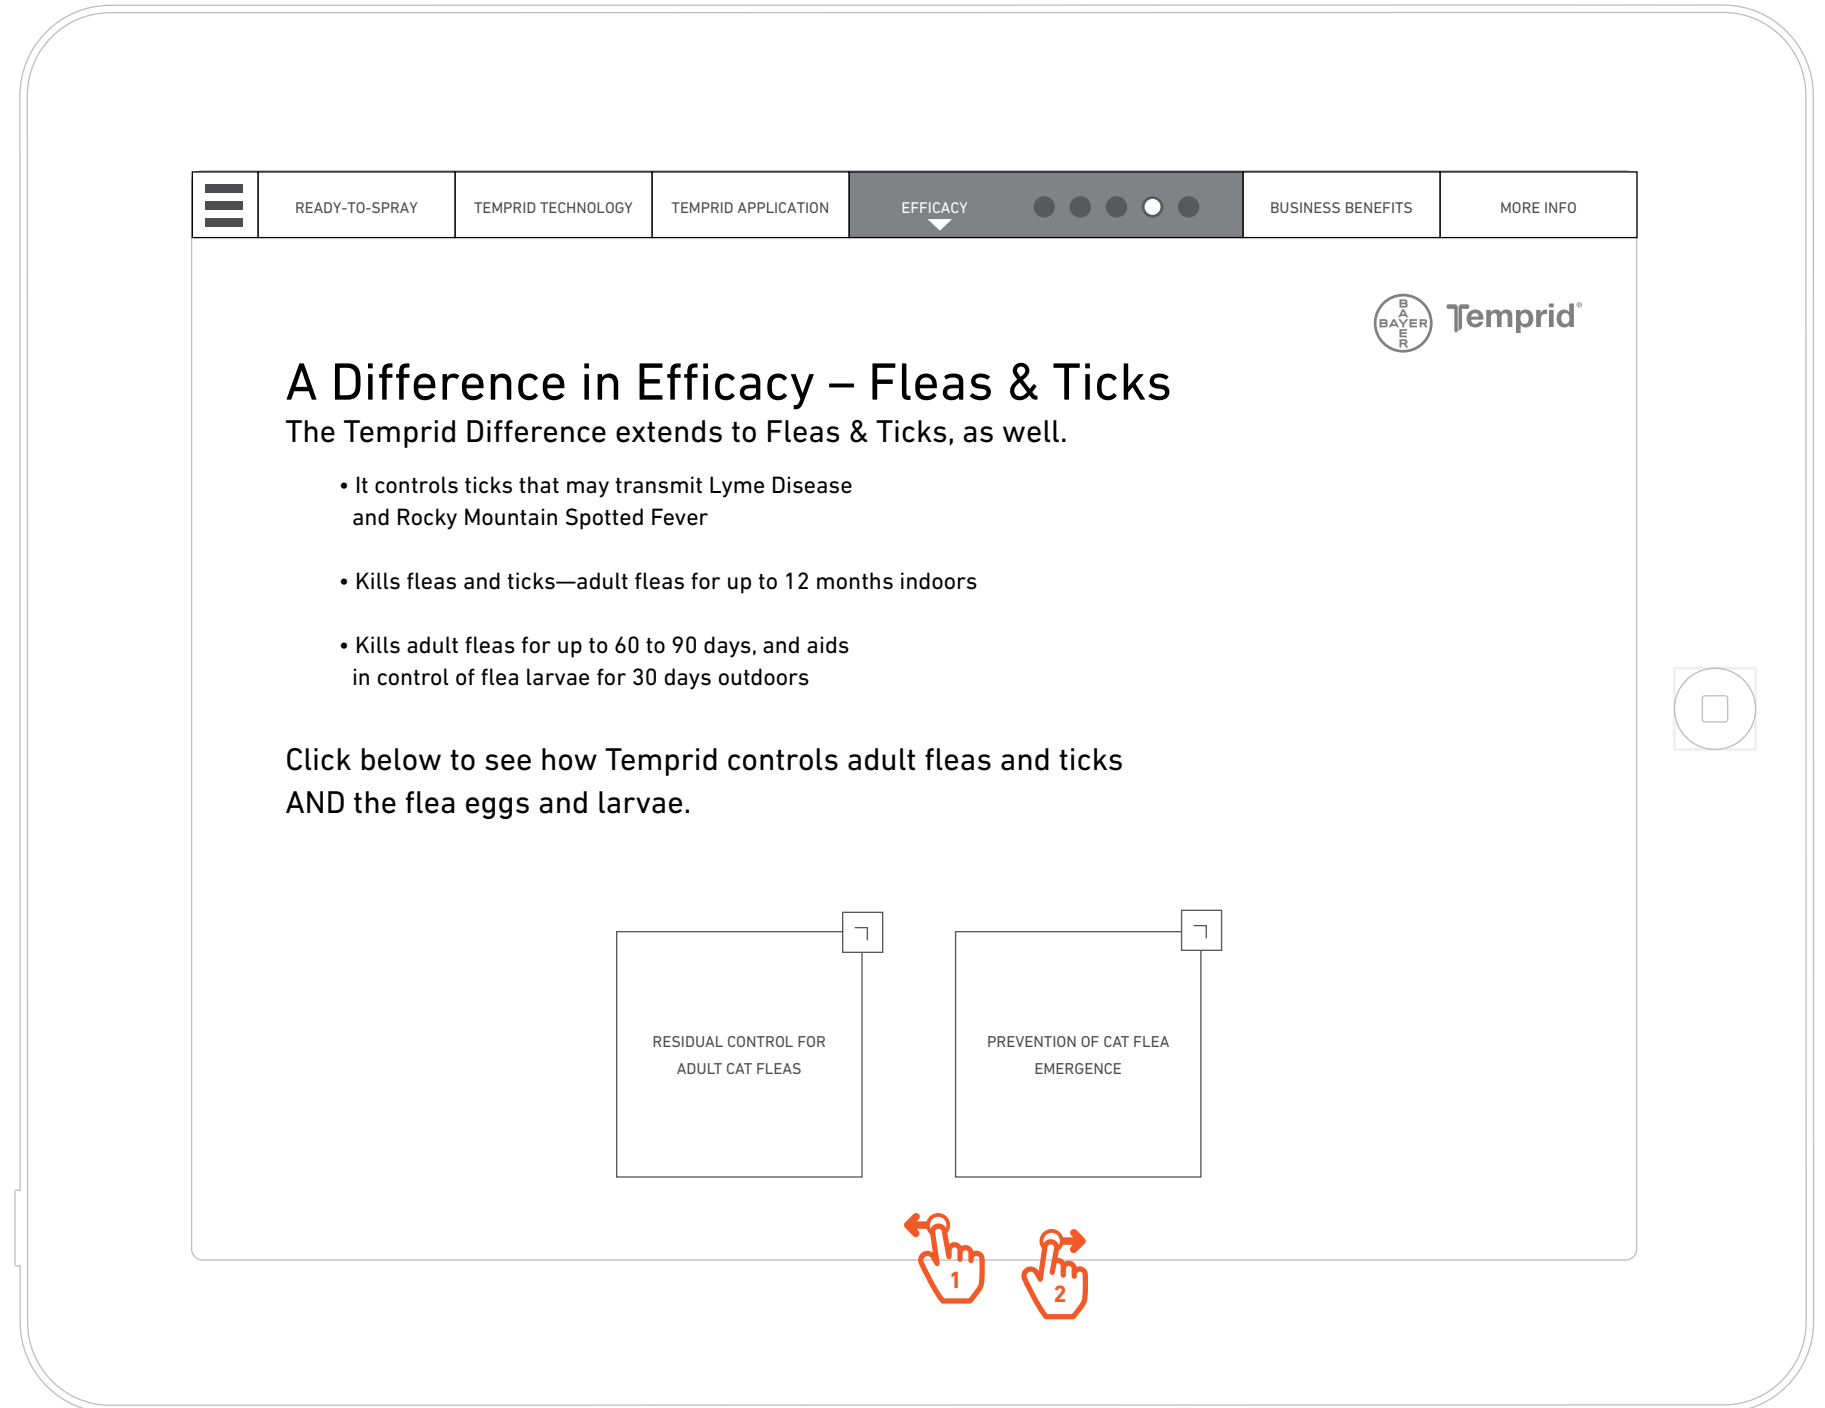 READY-TO-SPRAY
TEMPRID TECHNOLOGY
TEMPRID APPLICATION
EFFICACY
BUSINESS BENEFITS
MORE INFO
BAYER
BAYER
Temprid®
A Difference in Efficacy – Fleas & Ticks
The Temprid Difference extends to Fleas & Ticks, as well.
• It controls ticks that may transmit Lyme Disease
and Rocky Mountain Spotted Fever
• Kills fleas and ticks—adult fleas for up to 12 months indoors
• Kills adult fleas for up to 60 to 90 days, and aids
in control of flea larvae for 30 days outdoors
Click below to see how Temprid controls adult fleas and ticks
AND the flea eggs and larvae.
RESIDUAL CONTROL FOR
ADULT CAT FLEAS
PREVENTION OF CAT FLEA
EMERGENCE
1
2